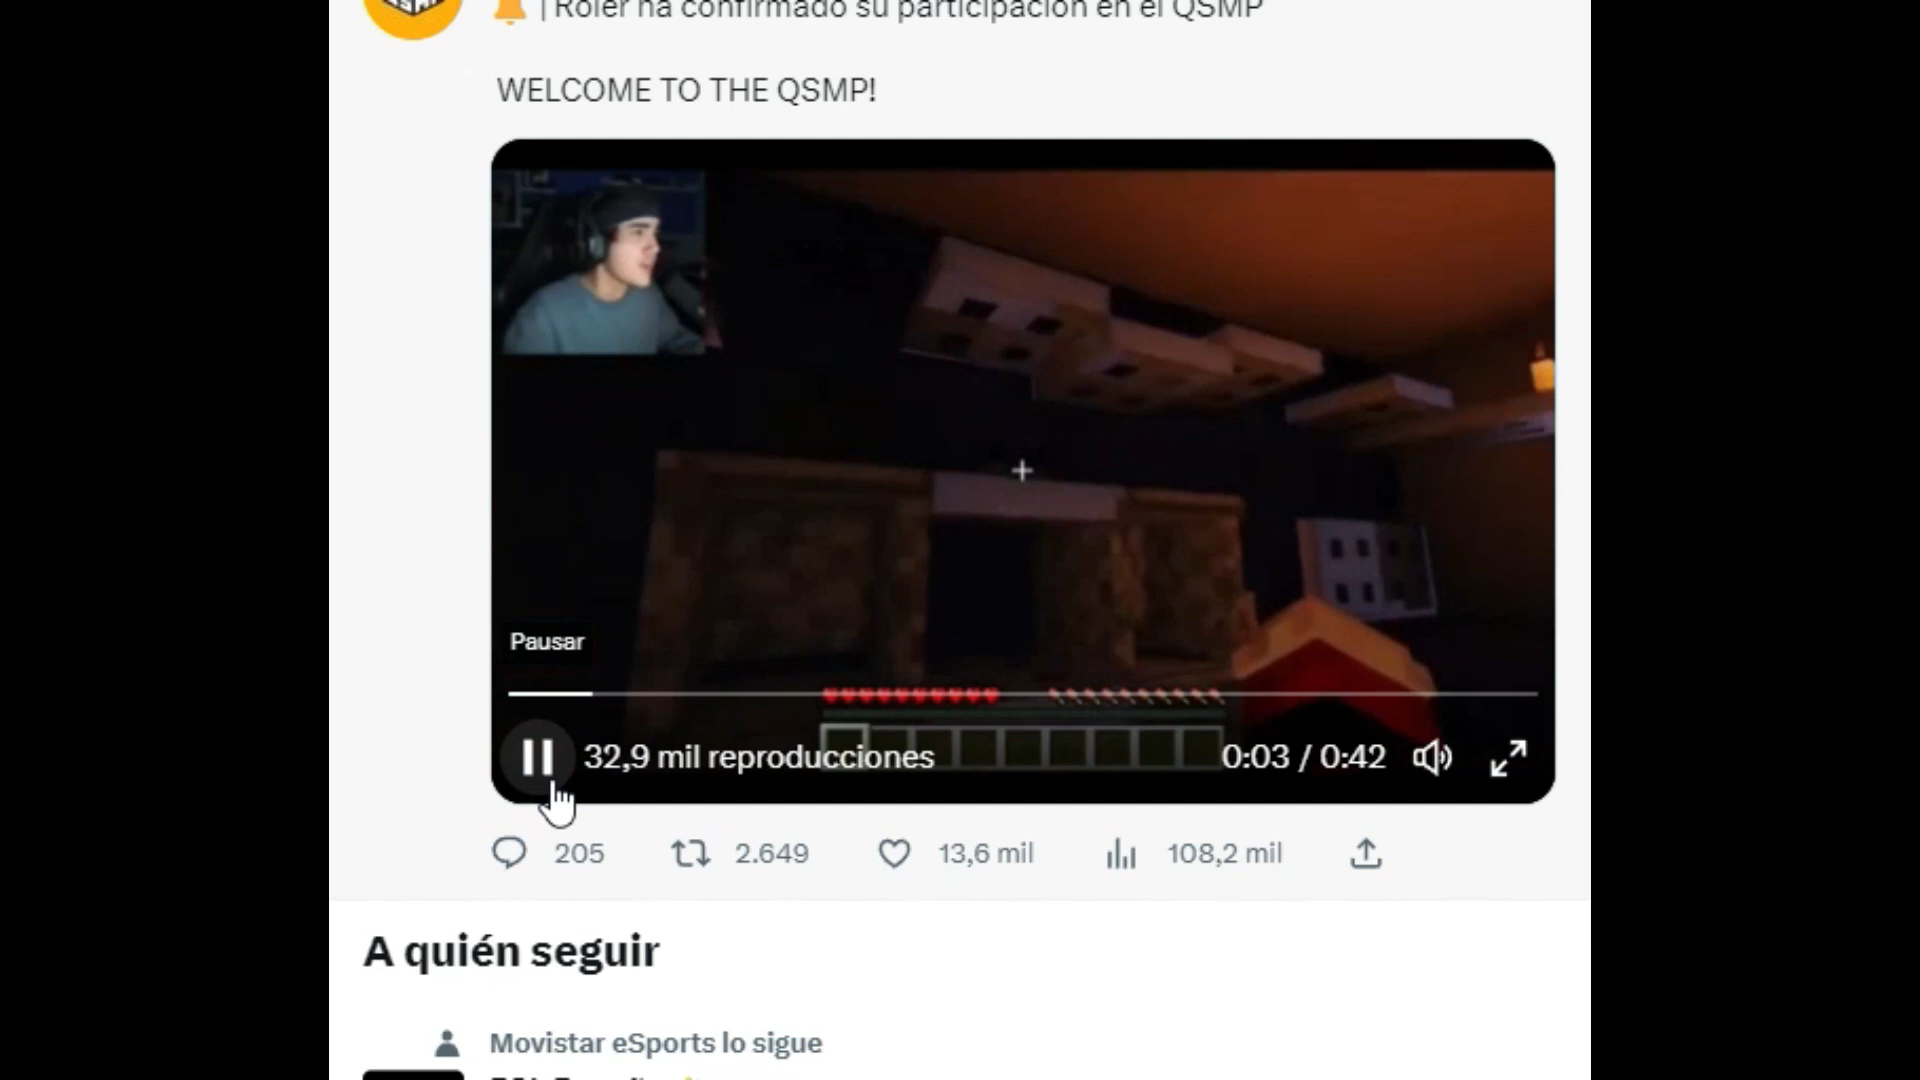 | Roier ha confirmado su participación en el QSMP
WELCOME TO THE QSMP!
Pausar
32,9 mil reproducciones
0:03 / 0:42
205
2.649
13,6 mil
108,2 mil
A quién seguir
Movistar eSports lo sigue